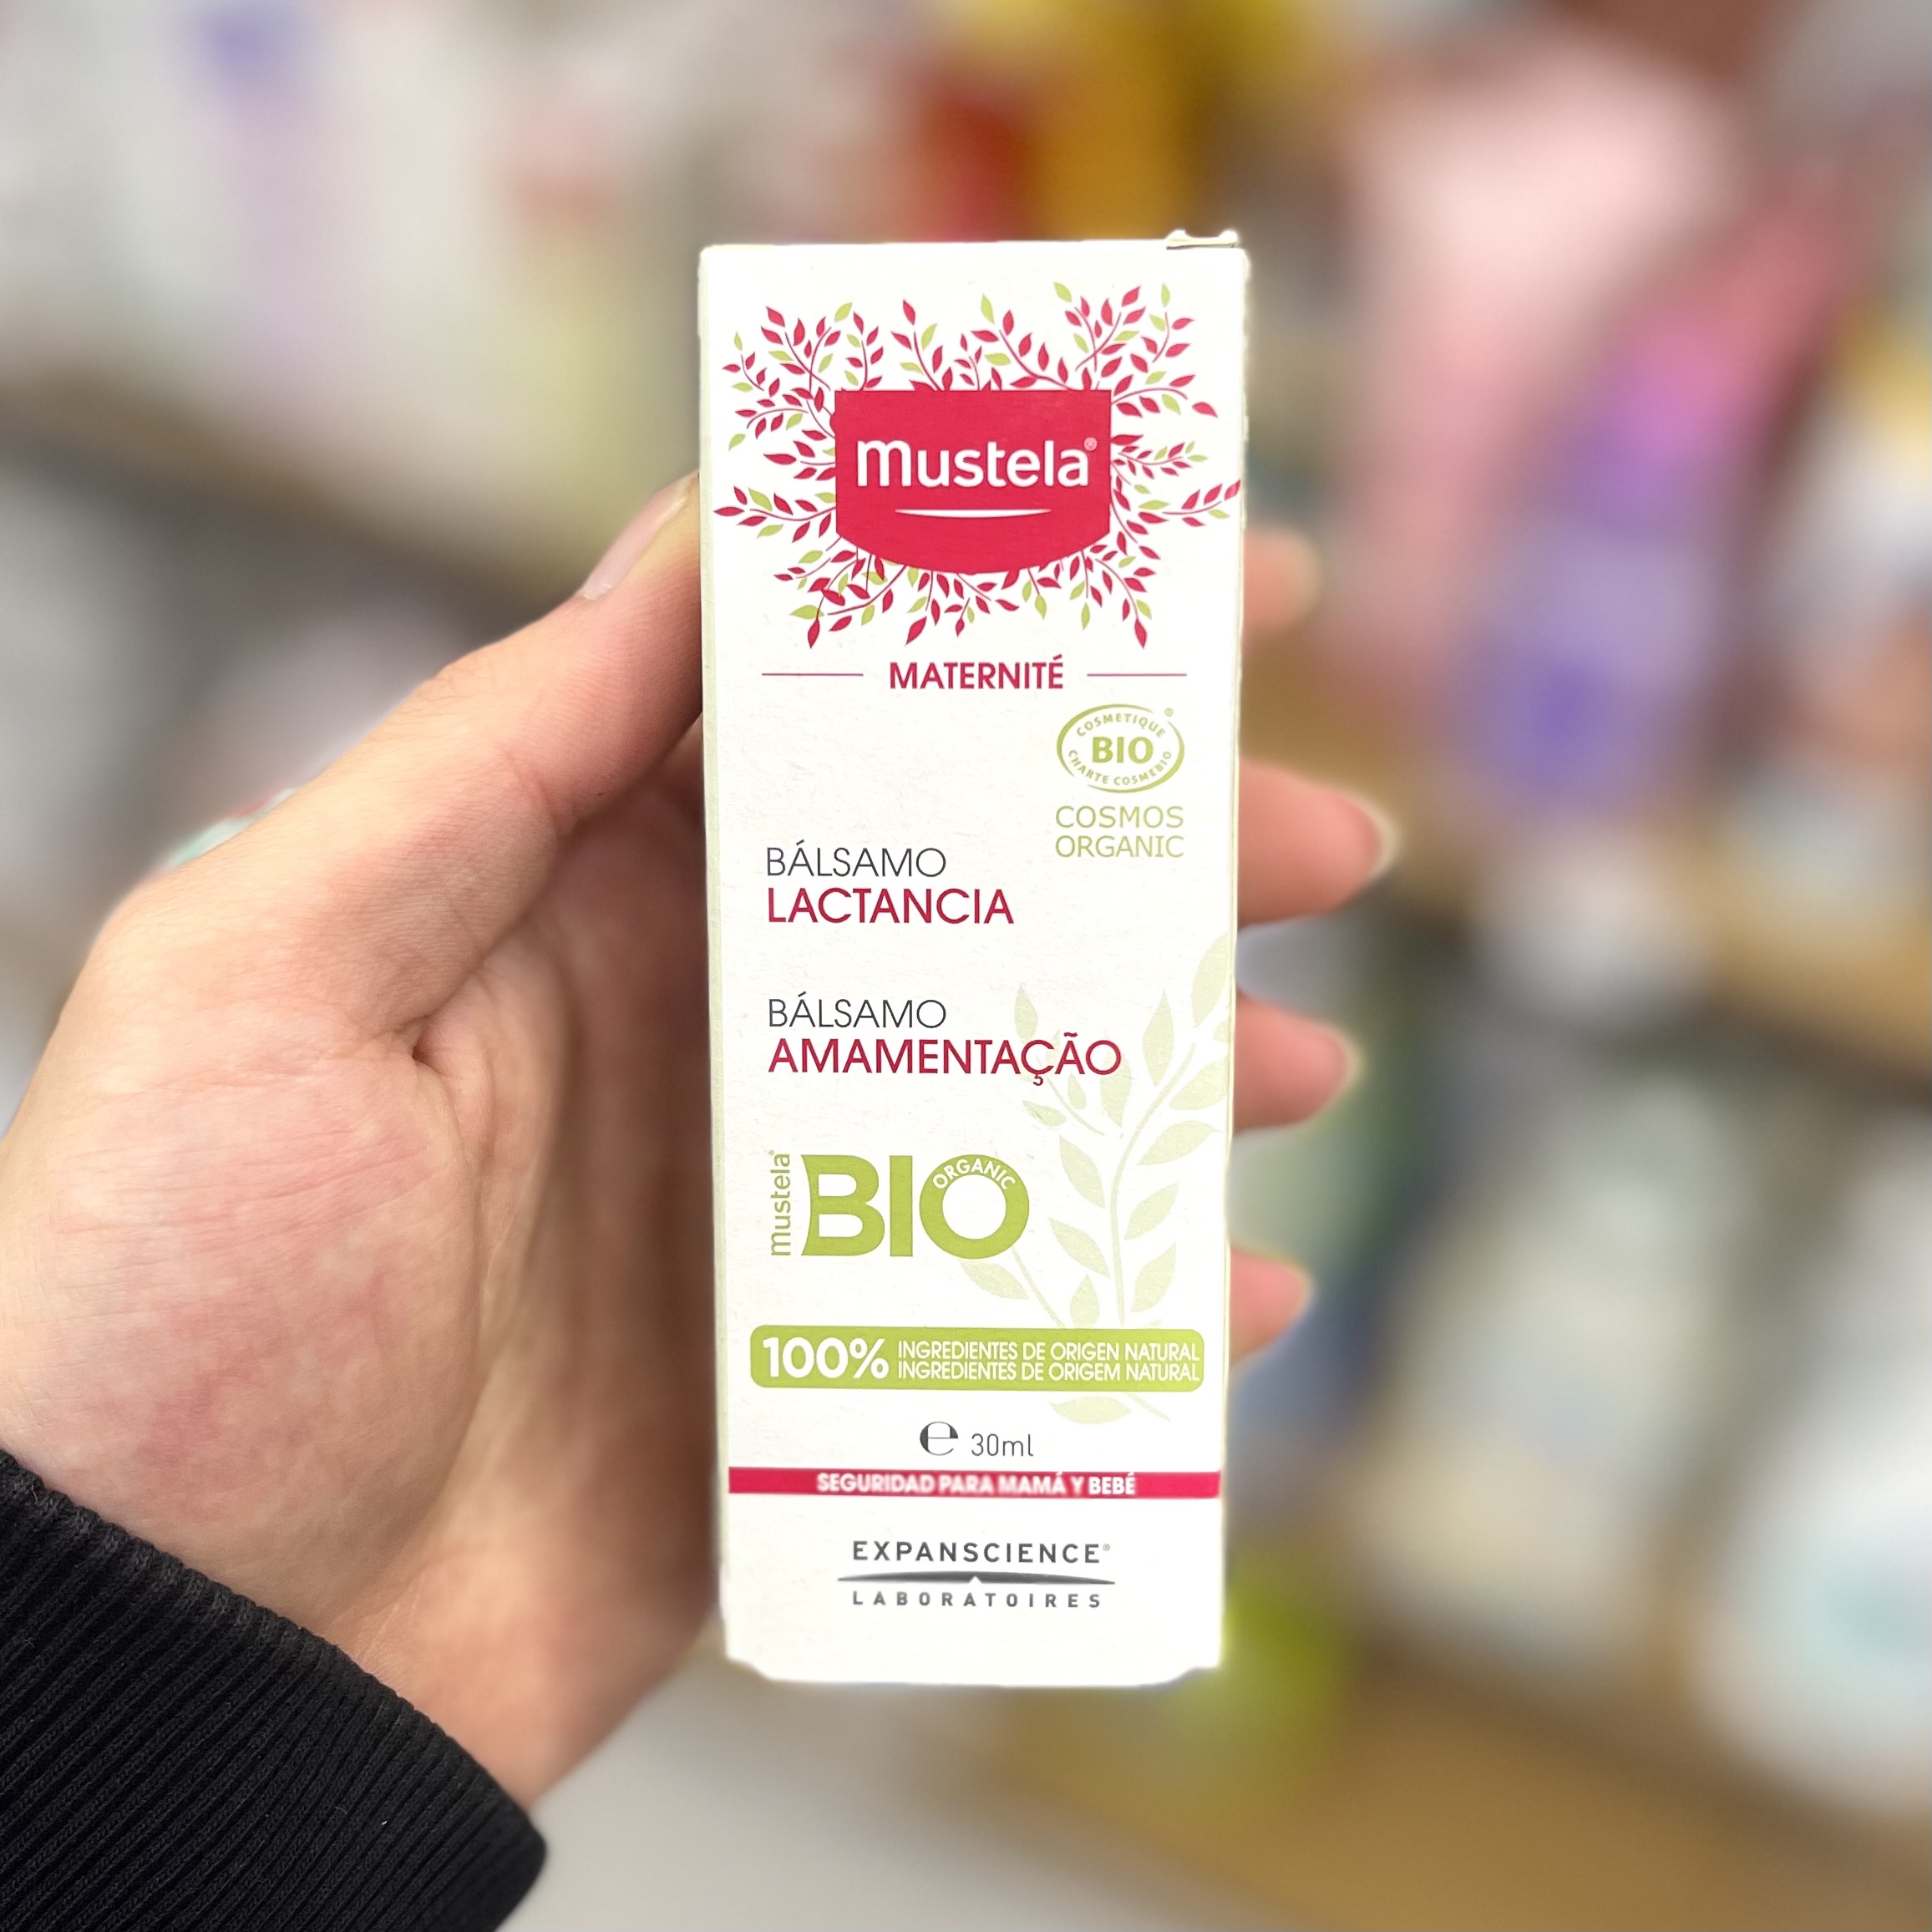 mustela®
MATERNITÉ
COSMETIQUE ®
BIO
CHARTE COSMEBIO
COSMOS
ORGANIC
BÁLSAMO
LACTANCIA
BÁLSAMO
AMAMENTAÇÃO
mustela®
BIO
ORGANIC
100% INGREDIENTES DE ORIGEN NATURAL
INGREDIENTES DE ORIGEM NATURAL
℮ 30ml
SEGURIDAD PARA MAMÁ Y BEBÉ
EXPANSCIENCE®
LABORATOIRES